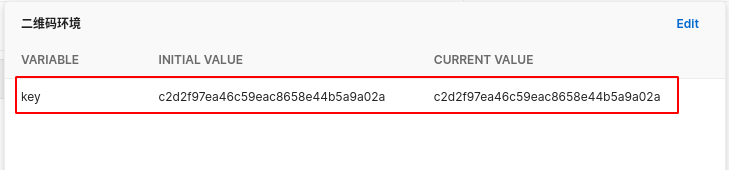 二维码环境 Edit
VARIABLE INITIAL VALUE CURRENT VALUE
key c2d2f97ea46c59eac8658e44b5a9a02a c2d2f97ea46c59eac8658e44b5a9a02a